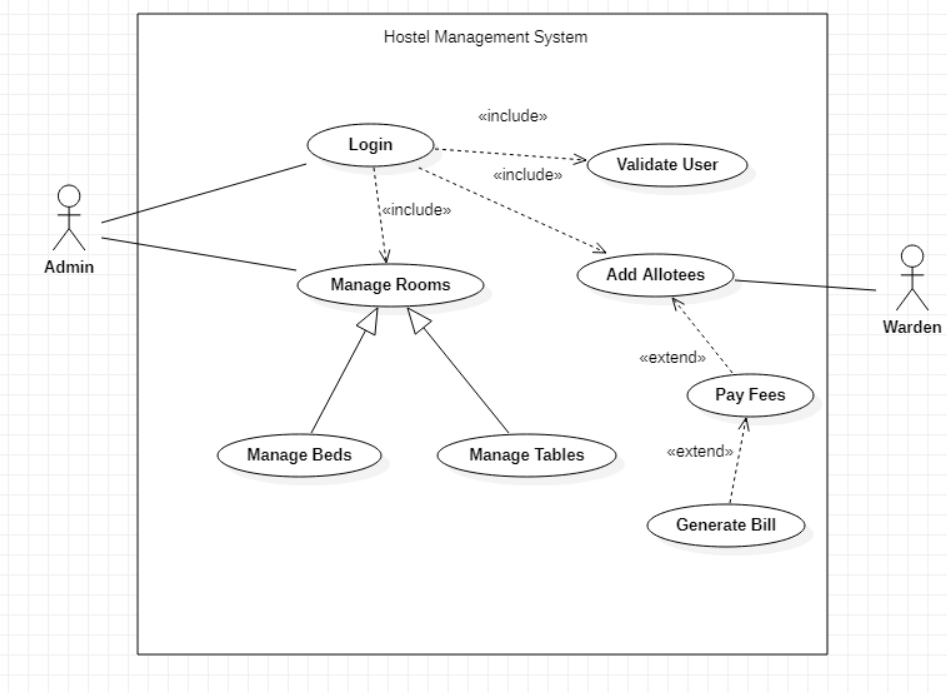 Hostel Management System
«include»
Login
Validate User
«include»
«include»
Admin
Add Allotees
Manage Rooms
Warden
«extend»
Pay Fees
«extend»
Manage Beds
Manage Tables
Generate Bill